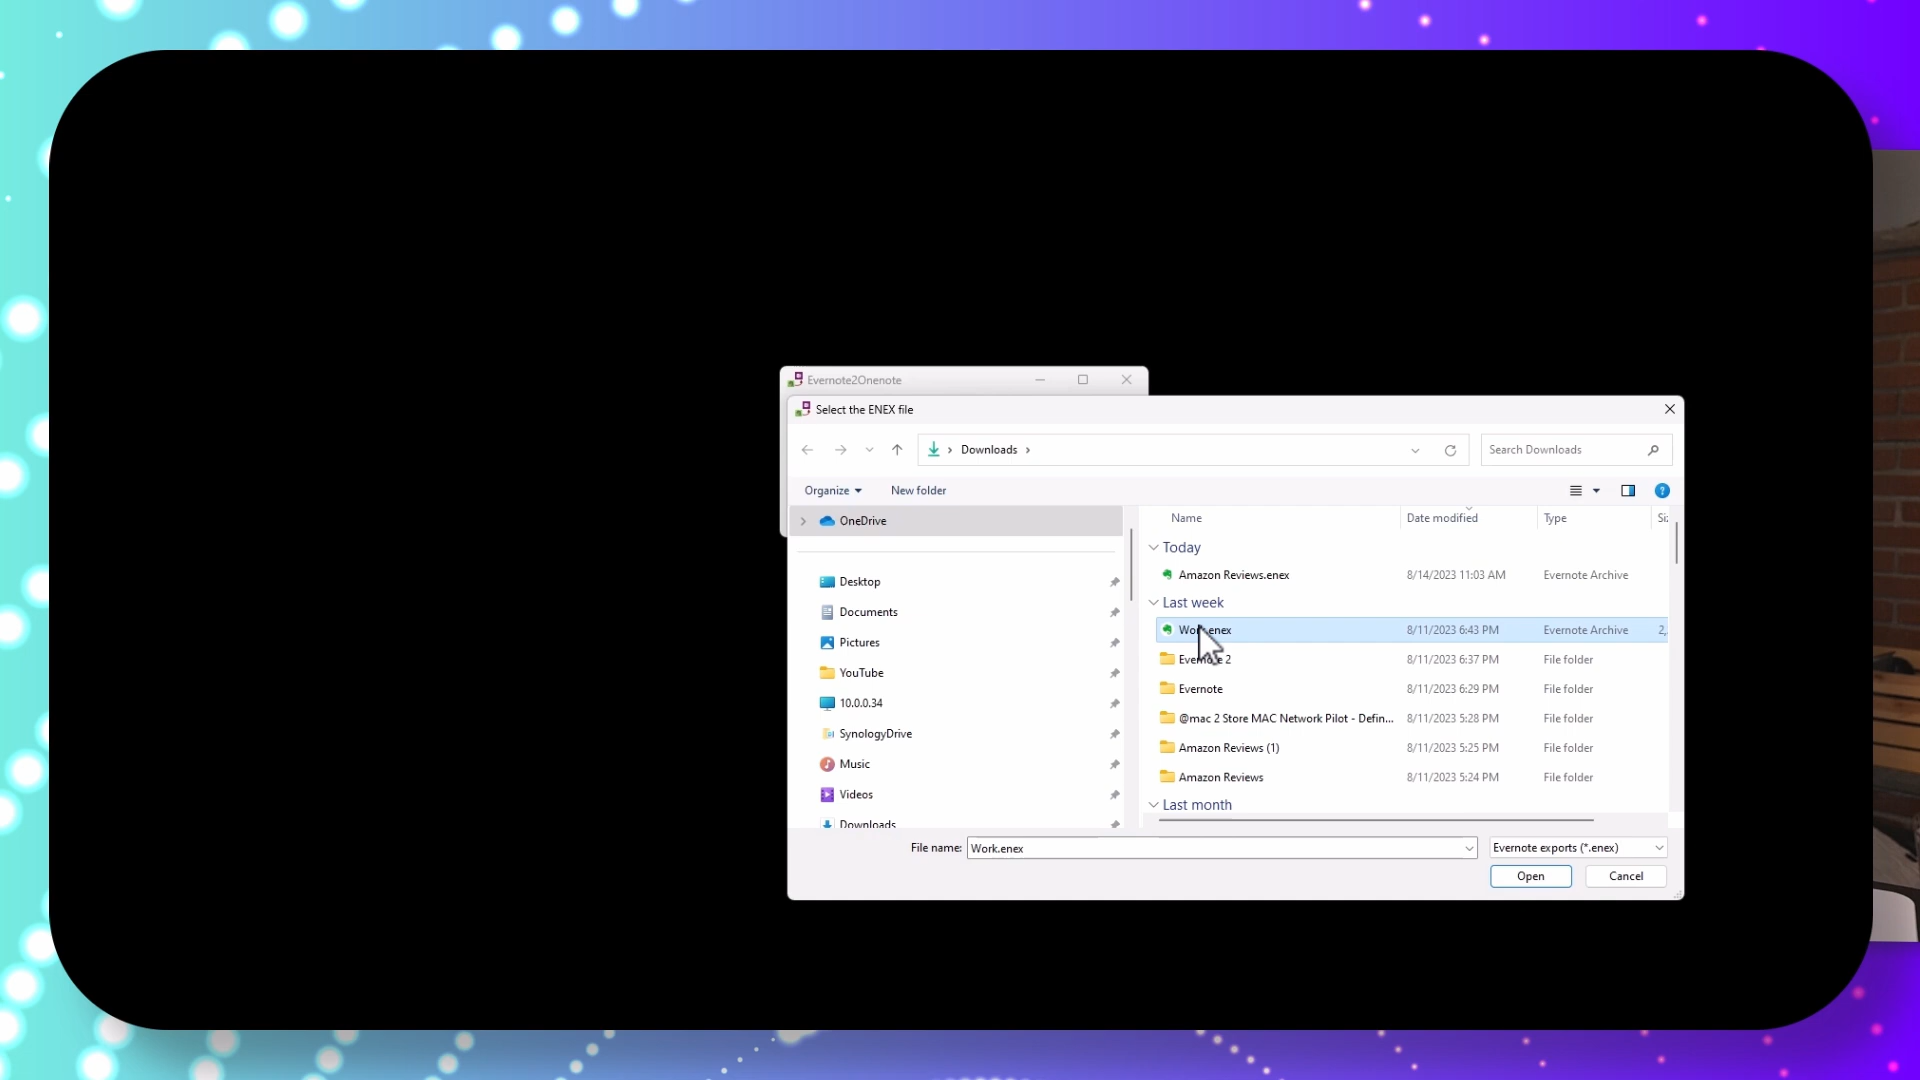 Evernote2Onenote
Select the ENEX file
Downloads
Search Downloads
Organize
New folder
OneDrive
Desktop
Documents
Pictures
YouTube
10.0.0.34
SynologyDrive
Music
Videos
Downloads
Name Date modified Type
Today
Amazon Reviews.enex 8/14/2023 11:03 AM Evernote Archive
Last week
Work.enex 8/11/2023 6:43 PM Evernote Archive 2,
Evernote 2 8/11/2023 6:37 PM File folder
Evernote 8/11/2023 6:29 PM File folder
@mac 2 Store MAC Network Pilot - Defin... 8/11/2023 5:28 PM File folder
Amazon Reviews (1) 8/11/2023 5:25 PM File folder
Amazon Reviews 8/11/2023 5:24 PM File folder
Last month
File name: Work.enex Evernote exports (*.enex)
Open Cancel